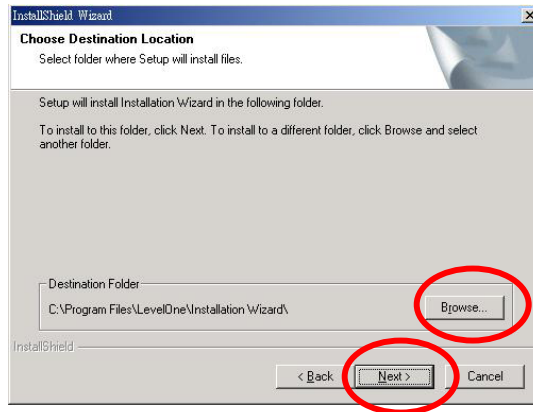 InstallShield Wizard
Choose Destination Location
Select folder where Setup will install files.
Setup will install Installation Wizard in the following folder.
To install to this folder, click Next. To install to a different folder, click Browse and select
another folder.
Destination Folder
C:\Program Files\LevelOne\Installation Wizard\
Browse...
InstallShield
< Back
Next >
Cancel